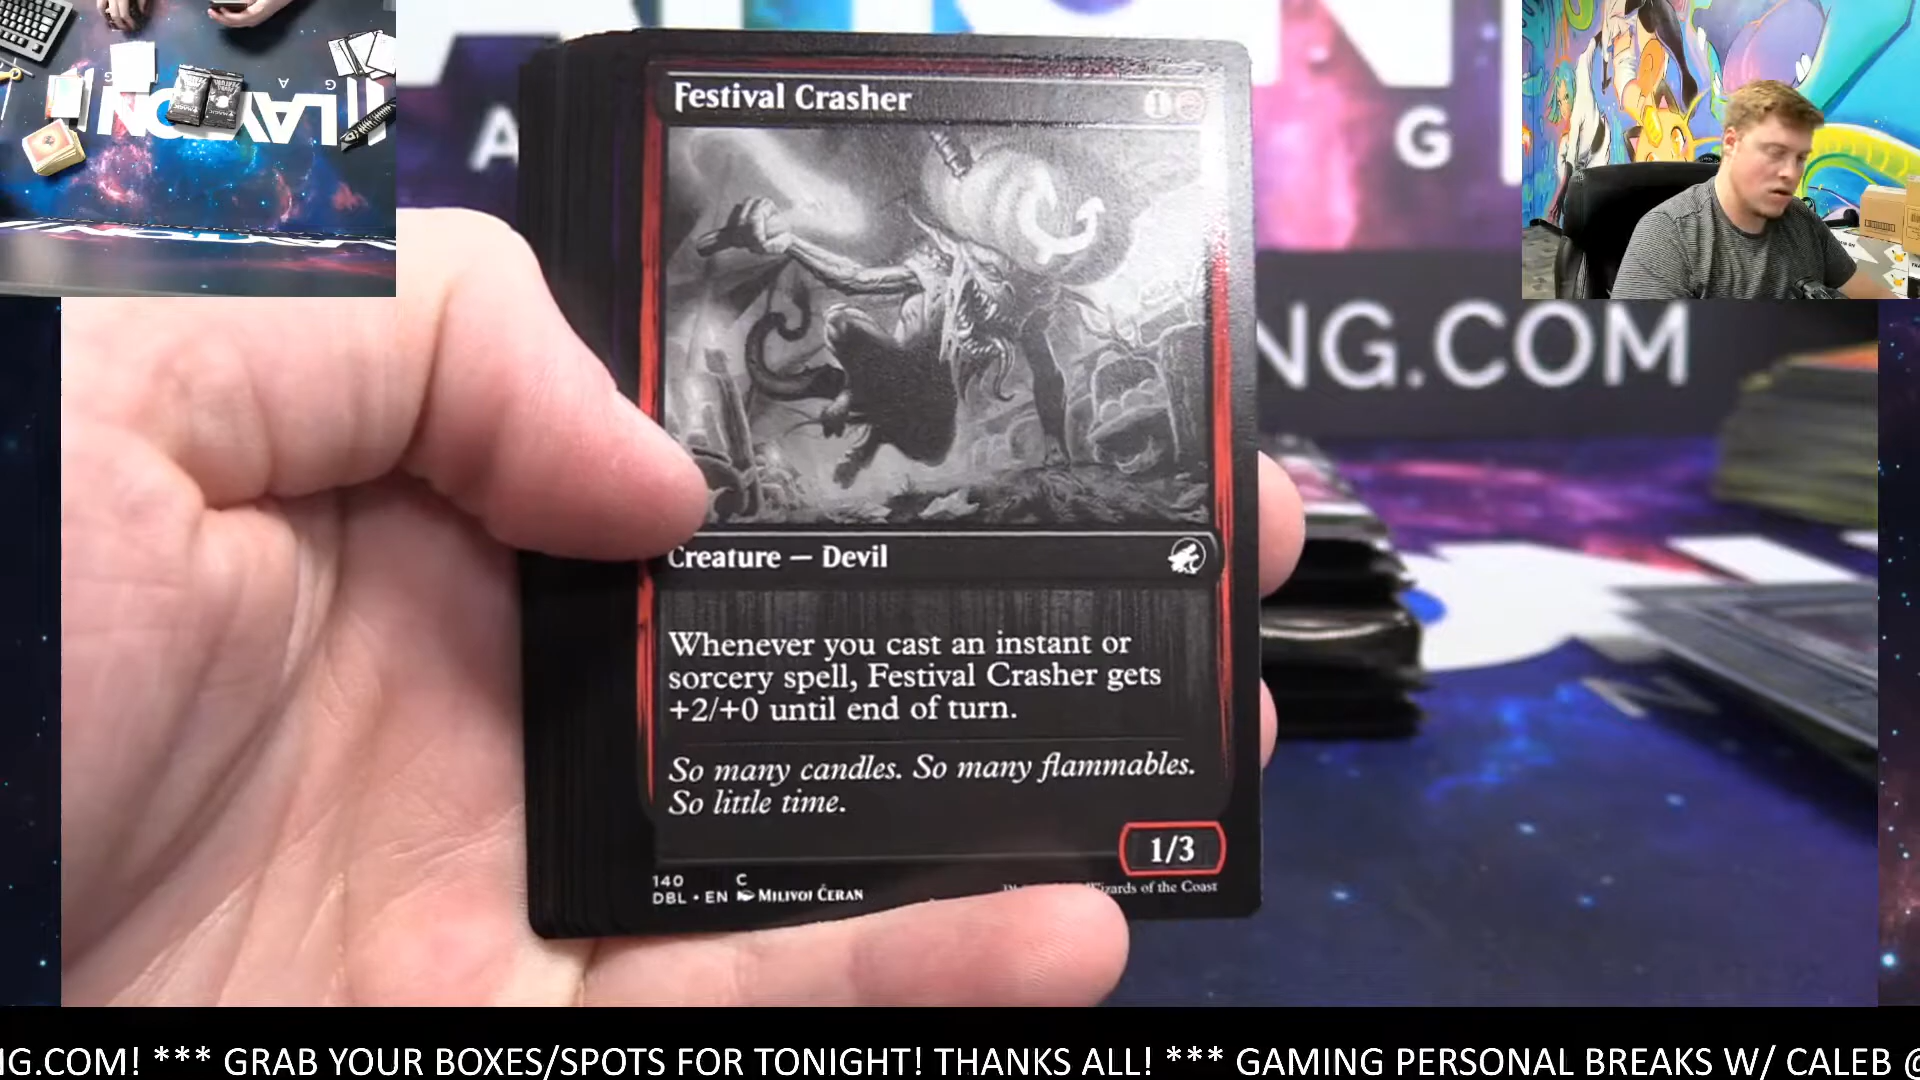 Festival Crasher
1
A
G
NG.COM
Creature — Devil
Whenever you cast an instant or
sorcery spell, Festival Crasher gets
+2/+0 until end of turn.
So many candles. So many flammables.
So little time.
1/3
140 C
DBL • EN MILIVOJ ĆERAN
Wizards of the Coast
NG.COM! *** GRAB YOUR BOXES/SPOTS FOR TONIGHT! THANKS ALL! *** GAMING PERSONAL BREAKS W/ CALEB @